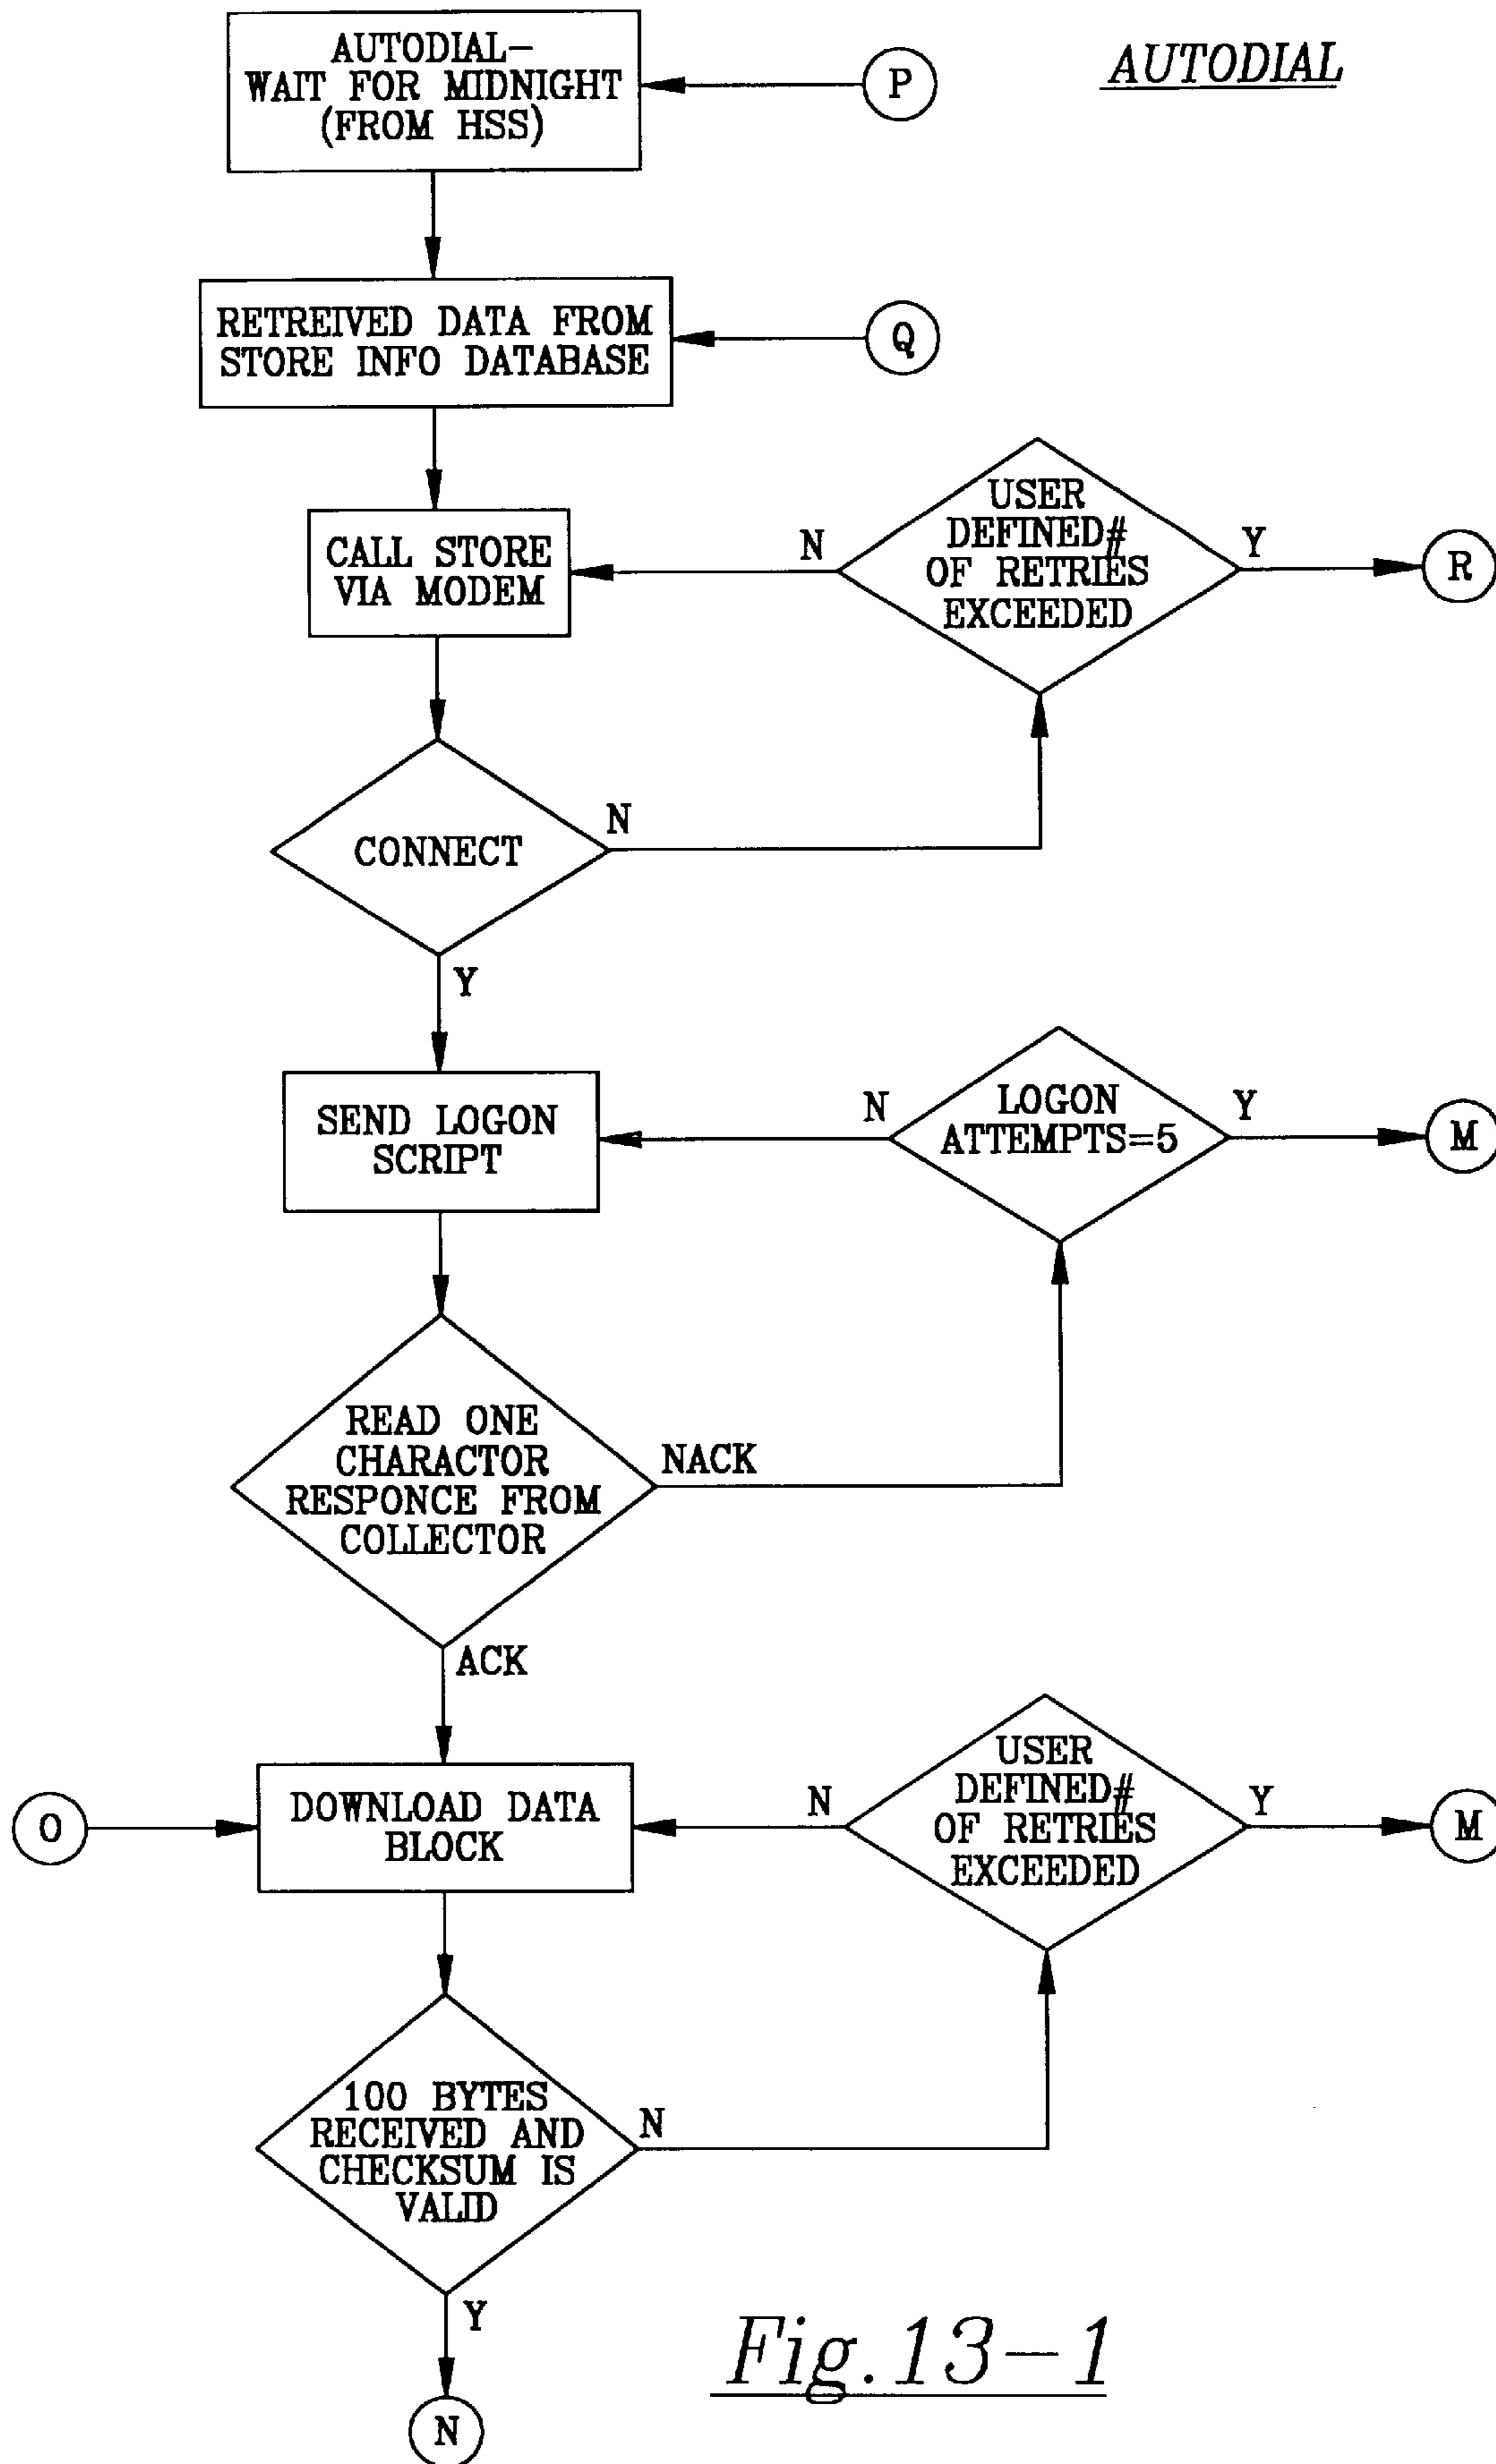 AUTODIAL-
WAIT FOR MIDNIGHT
(FROM HSS)
P
AUTODIAL
RETREIVED DATA FROM
STORE INFO DATABASE
Q
CALL STORE
VIA MODEM
N
USER
DEFINED#
OF RETRIES
EXCEEDED
Y
R
CONNECT
N
Y
SEND LOGON
SCRIPT
N
LOGON
ATTEMPTS=5
Y
M
READ ONE
CHARACTOR
RESPONCE FROM
COLLECTOR
NACK
ACK
O
DOWNLOAD DATA
BLOCK
N
USER
DEFINED#
OF RETRIES
EXCEEDED
Y
M
100 BYTES
RECEIVED AND
CHECKSUM IS
VALID
N
Y
N
Fig.13-1